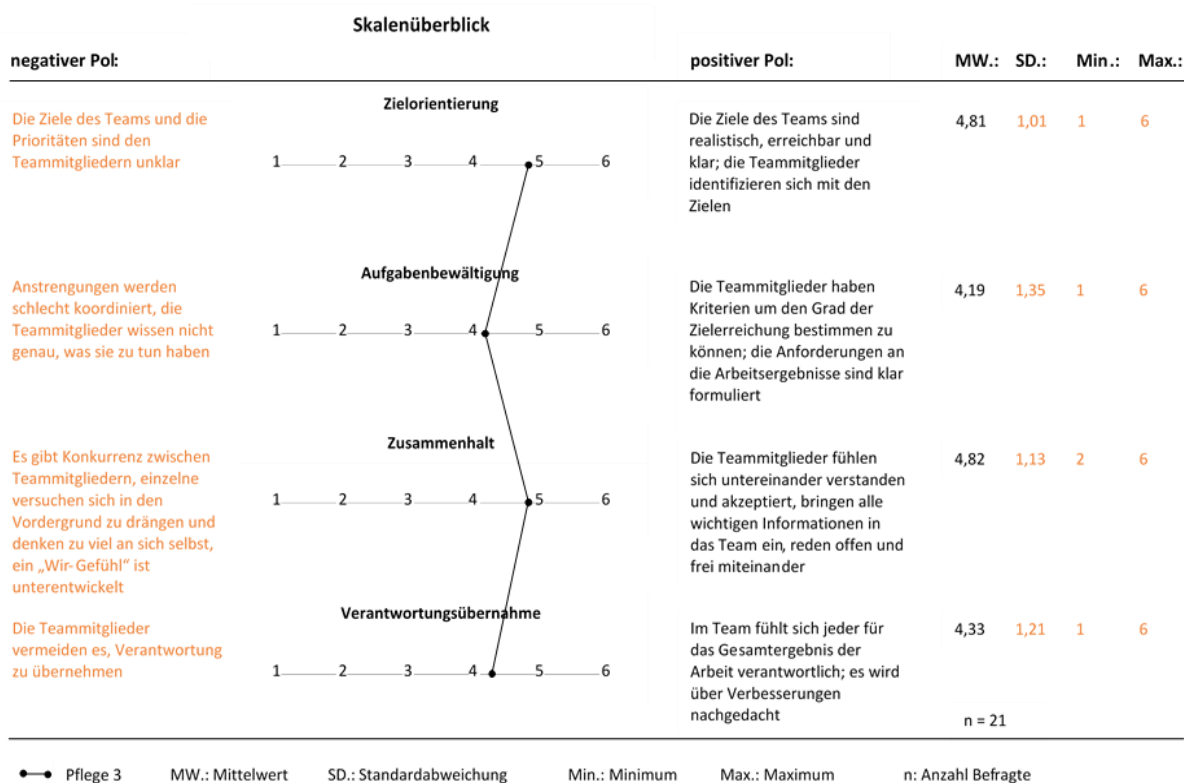 Skalenüberblick
negativer Pol: positiver Pol: MW.: SD.: Min.: Max.:
Zielorientierung
Die Ziele des Teams und die
Prioritäten sind den
Teammitgliedern unklar
1 2 3 4 5 6
Die Ziele des Teams sind
realistisch, erreichbar und
klar; die Teammitglieder
identifizieren sich mit den
Zielen
4,81 1,01 1 6
Aufgabenbewältigung
Anstrengungen werden
schlecht koordiniert, die
Teammitglieder wissen nicht
genau, was sie zu tun haben
1 2 3 4 5 6
Die Teammitglieder haben
Kriterien um den Grad der
Zielerreichung bestimmen zu
können; die Anforderungen an
die Arbeitsergebnisse sind klar
formuliert
4,19 1,35 1 6
Zusammenhalt
Es gibt Konkurrenz zwischen
Teammitgliedern, einzelne
versuchen sich in den
Vordergrund zu drängen und
denken zu viel an sich selbst,
ein „Wir-Gefühl“ ist
unterentwickelt
1 2 3 4 5 6
Die Teammitglieder fühlen
sich untereinander verstanden
und akzeptiert, bringen alle
wichtigen Informationen in
das Team ein, reden offen und
frei miteinander
4,82 1,13 2 6
Verantwortungsübernahme
Die Teammitglieder
vermeiden es, Verantwortung
zu übernehmen
1 2 3 4 5 6
Im Team fühlt sich jeder für
das Gesamtergebnis der
Arbeit verantwortlich; es wird
über Verbesserungen
nachgedacht
4,33 1,21 1 6
n = 21
Pflege 3 MW.: Mittelwert SD.: Standardabweichung Min.: Minimum Max.: Maximum n: Anzahl Befragte